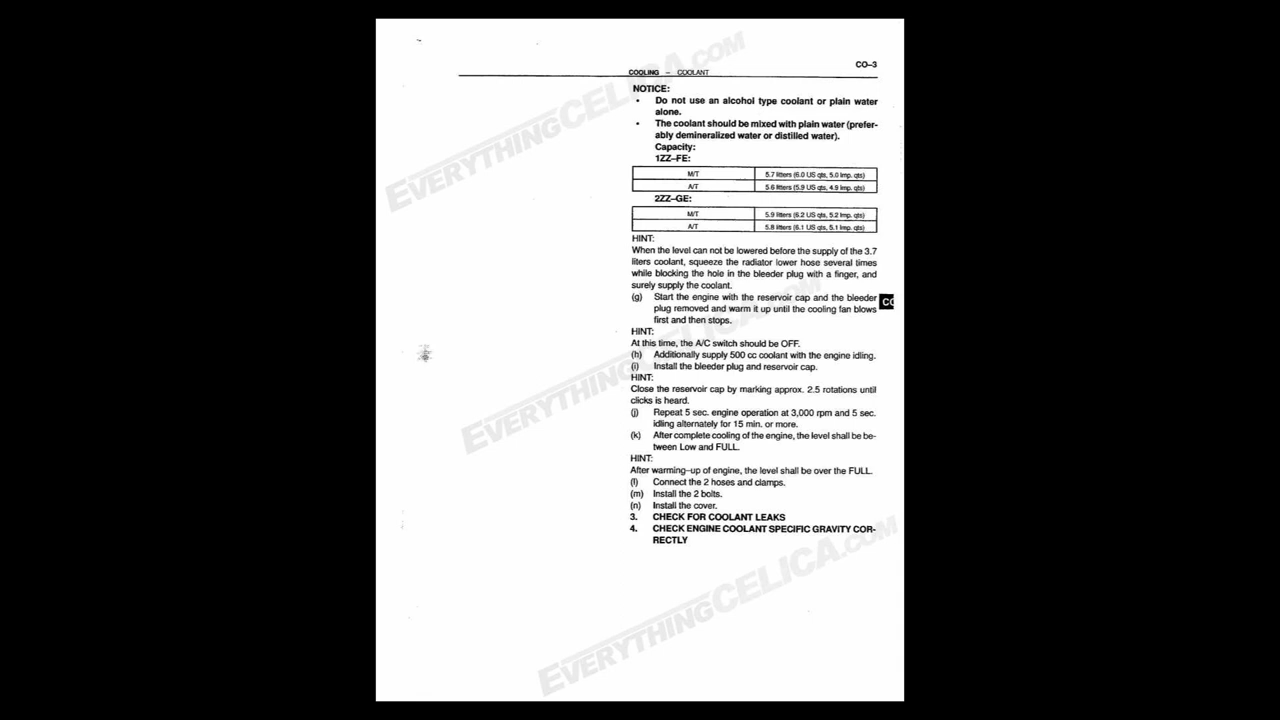 CO–3
COOLING – COOLANT
NOTICE:
• Do not use an alcohol type coolant or plain water
alone.
• The coolant should be mixed with plain water (prefer-
ably demineralized water or distilled water).
Capacity:
1ZZ–FE:
M/T 5.7 liters (6.0 US qts, 5.0 Imp. qts)
A/T 5.6 liters (5.9 US qts, 4.9 Imp. qts)
2ZZ–GE:
M/T 5.9 liters (6.2 US qts, 5.2 Imp. qts)
A/T 5.8 liters (6.1 US qts, 5.1 Imp. qts)
HINT:
When the level can not be lowered before the supply of the 3.7
liters coolant, squeeze the radiator lower hose several times
while blocking the hole in the bleeder plug with a finger, and
surely supply the coolant.
(g) Start the engine with the reservoir cap and the bleeder
plug removed and warm it up until the cooling fan blows
first and then stops.
CO
HINT:
At this time, the A/C switch should be OFF.
(h) Additionally supply 500 cc coolant with the engine idling.
(i) Install the bleeder plug and reservoir cap.
HINT:
Close the reservoir cap by marking approx. 2.5 rotations until
clicks is heard.
(j) Repeat 5 sec. engine operation at 3,000 rpm and 5 sec.
idling alternately for 15 min. or more.
(k) After complete cooling of the engine, the level shall be be-
tween Low and FULL.
HINT:
After warming–up of engine, the level shall be over the FULL.
(l) Connect the 2 hoses and clamps.
(m) Install the 2 bolts.
(n) Install the cover.
3. CHECK FOR COOLANT LEAKS
4. CHECK ENGINE COOLANT SPECIFIC GRAVITY COR-
RECTLY
EVERYTHINGCELICA.COM
EVERYTHINGCELICA.COM
EVERYTHINGCELICA.COM